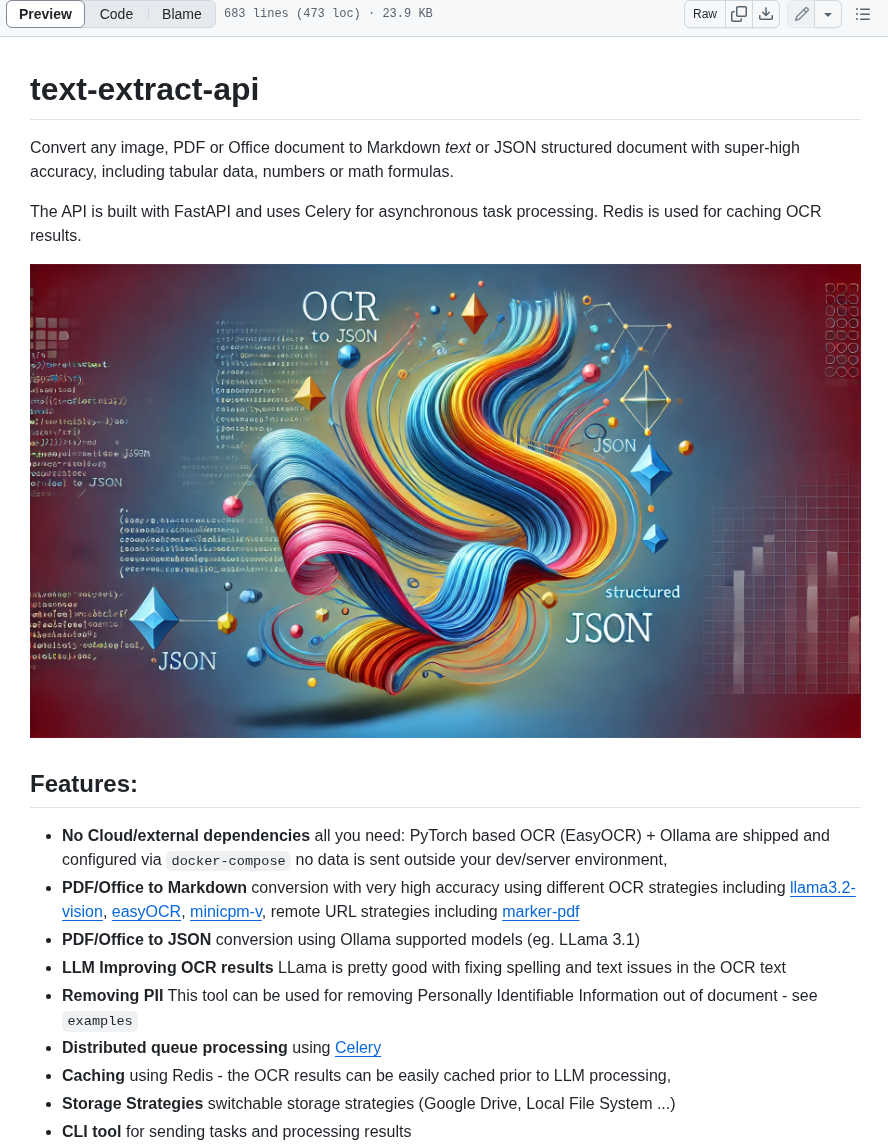 Preview Code Blame 683 lines (473 loc) · 23.9 KB Raw
text-extract-api
Convert any image, PDF or Office document to Markdown text or JSON structured document with super-high
accuracy, including tabular data, numbers or math formulas.
The API is built with FastAPI and uses Celery for asynchronous task processing. Redis is used for caching OCR
results.
OCR
to JSON
JSON
to JSON
structured
JSON
JSON
Features:
No Cloud/external dependencies all you need: PyTorch based OCR (EasyOCR) + Ollama are shipped and
configured via docker-compose no data is sent outside your dev/server environment,
PDF/Office to Markdown conversion with very high accuracy using different OCR strategies including llama3.2-
vision, easyOCR, minicpm-v, remote URL strategies including marker-pdf
PDF/Office to JSON conversion using Ollama supported models (eg. LLama 3.1)
LLM Improving OCR results LLama is pretty good with fixing spelling and text issues in the OCR text
Removing PII This tool can be used for removing Personally Identifiable Information out of document - see
examples
Distributed queue processing using Celery
Caching using Redis - the OCR results can be easily cached prior to LLM processing,
Storage Strategies switchable storage strategies (Google Drive, Local File System ...)
CLI tool for sending tasks and processing results